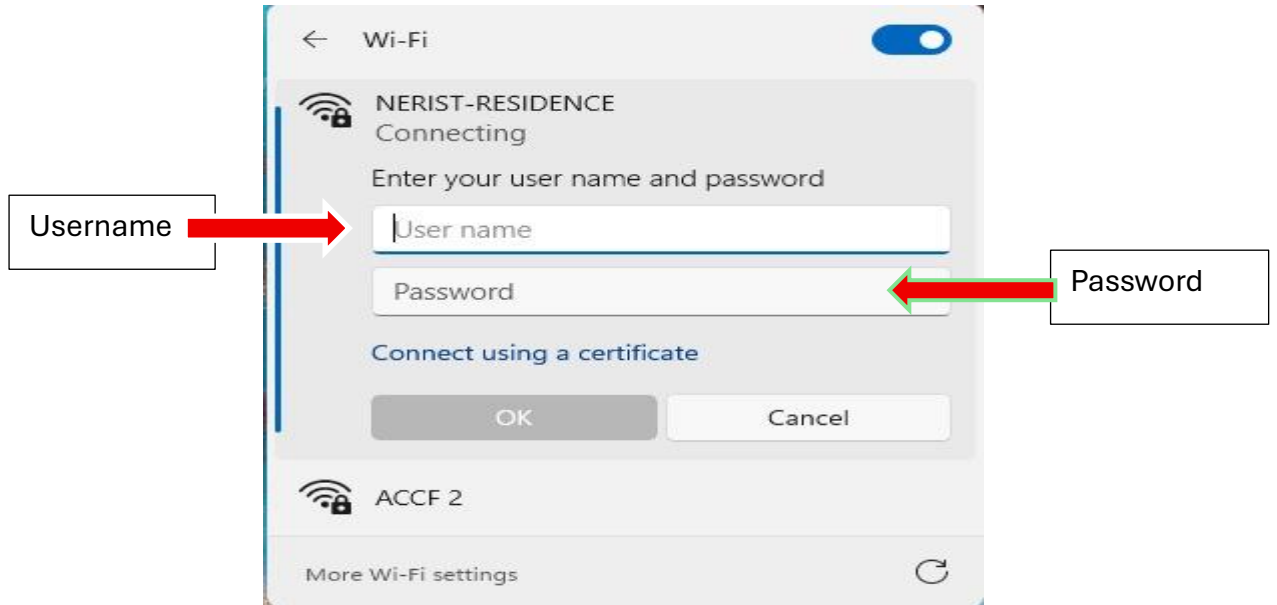 Wi-Fi
NERIST-RESIDENCE
Connecting
Enter your user name and password
Username
User name
Password
Password
Connect using a certificate
OK
Cancel
ACCF 2
More Wi-Fi settings